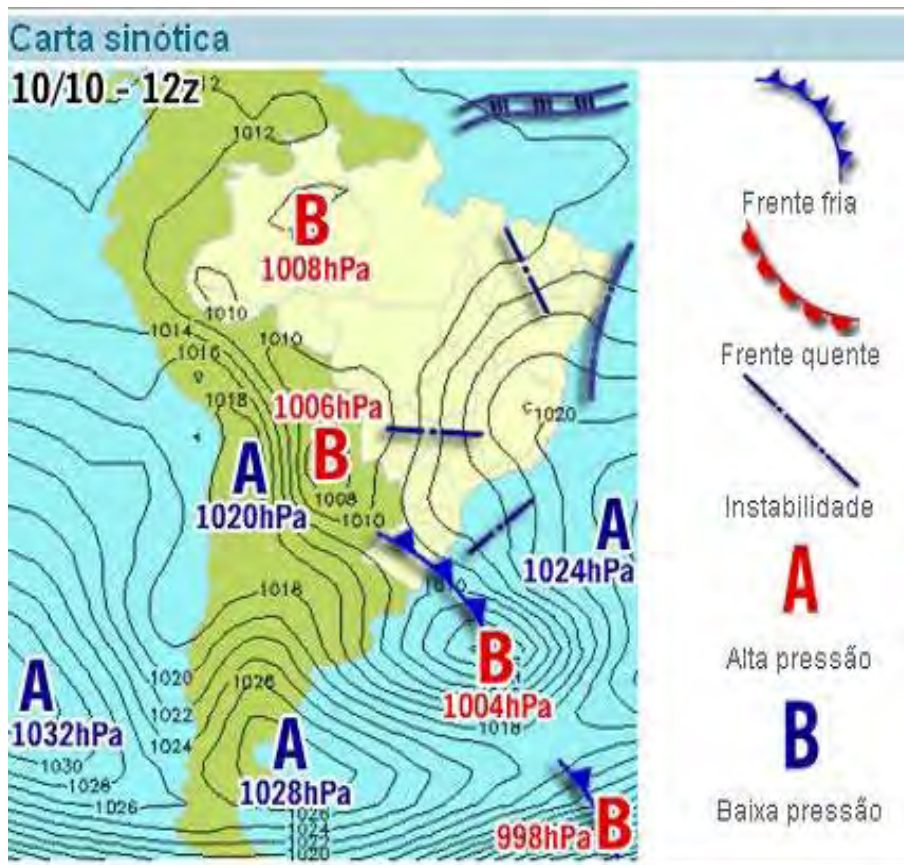 Carta sinótica
10/10 - 12z
1012
B
1008hPa
1010
1014
1010
1016
1018
1006hPa
B
1020
A
1020hPa
1008
1010
A
1024hPa
1010
1018
B
1004hPa
1018
1020
1026
1022
1024
A
1032hPa
1030
1028
1026
A
1028hPa
1026
1024
1022
1020
998hPa B
Frente fria
Frente quente
Instabilidade
A
Alta pressão
B
Baixa pressão